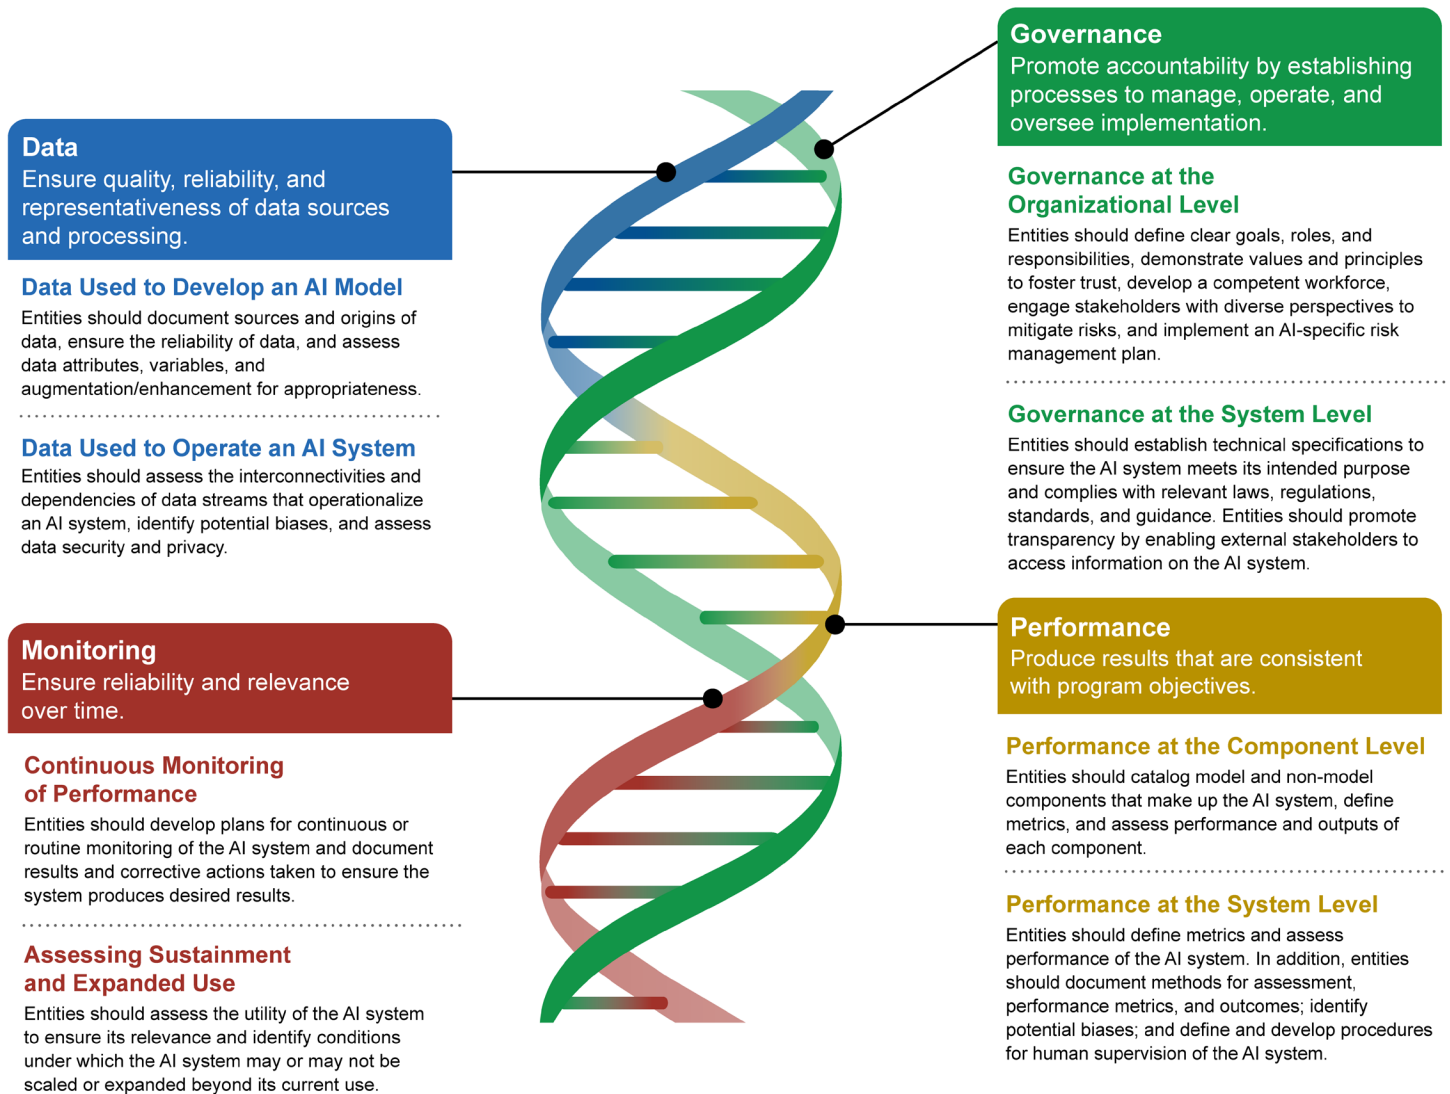 Data
Ensure quality, reliability, and
representativeness of data sources
and processing.
Data Used to Develop an AI Model
Entities should document sources and origins of
data, ensure the reliability of data, and assess
data attributes, variables, and
augmentation/enhancement for appropriateness.
Data Used to Operate an AI System
Entities should assess the interconnectivities and
dependencies of data streams that operationalize
an AI system, identify potential biases, and assess
data security and privacy.
Monitoring
Ensure reliability and relevance
over time.
Continuous Monitoring
of Performance
Entities should develop plans for continuous or
routine monitoring of the AI system and document
results and corrective actions taken to ensure the
system produces desired results.
Assessing Sustainment
and Expanded Use
Entities should assess the utility of the AI system
to ensure its relevance and identify conditions
under which the AI system may or may not be
scaled or expanded beyond its current use.
Governance
Promote accountability by establishing
processes to manage, operate, and
oversee implementation.
Governance at the
Organizational Level
Entities should define clear goals, roles, and
responsibilities, demonstrate values and principles
to foster trust, develop a competent workforce,
engage stakeholders with diverse perspectives to
mitigate risks, and implement an AI-specific risk
management plan.
Governance at the System Level
Entities should establish technical specifications to
ensure the AI system meets its intended purpose
and complies with relevant laws, regulations,
standards, and guidance. Entities should promote
transparency by enabling external stakeholders to
access information on the AI system.
Performance
Produce results that are consistent
with program objectives.
Performance at the Component Level
Entities should catalog model and non-model
components that make up the AI system, define
metrics, and assess performance and outputs of
each component.
Performance at the System Level
Entities should define metrics and assess
performance of the AI system. In addition, entities
should document methods for assessment,
performance metrics, and outcomes; identify
potential biases; and define and develop procedures
for human supervision of the AI system.